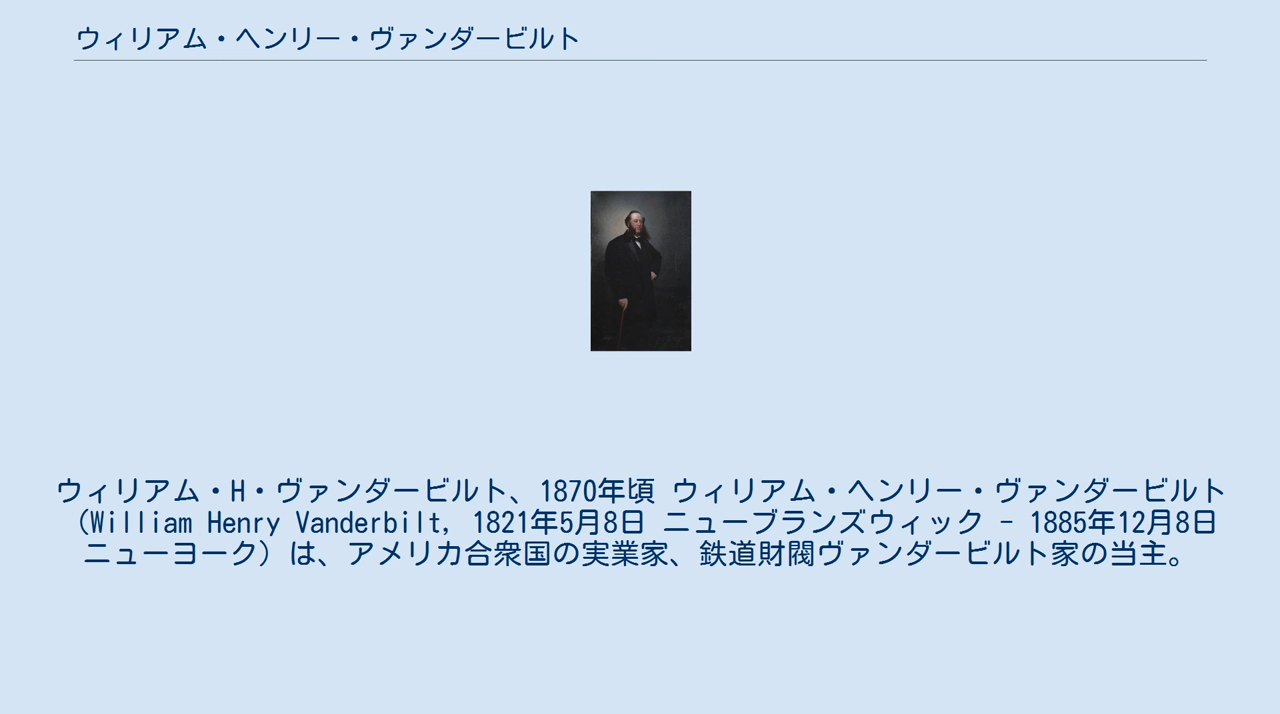 ウィリアム・ヘンリー・ヴァンダービルト
ウィリアム・H・ヴァンダービルト、1870年頃 ウィリアム・ヘンリー・ヴァンダービルト
（William Henry Vanderbilt, 1821年5月8日 ニューブランズウィック - 1885年12月8日
ニューヨーク）は、アメリカ合衆国の実業家、鉄道財閥ヴァンダービルト家の当主。